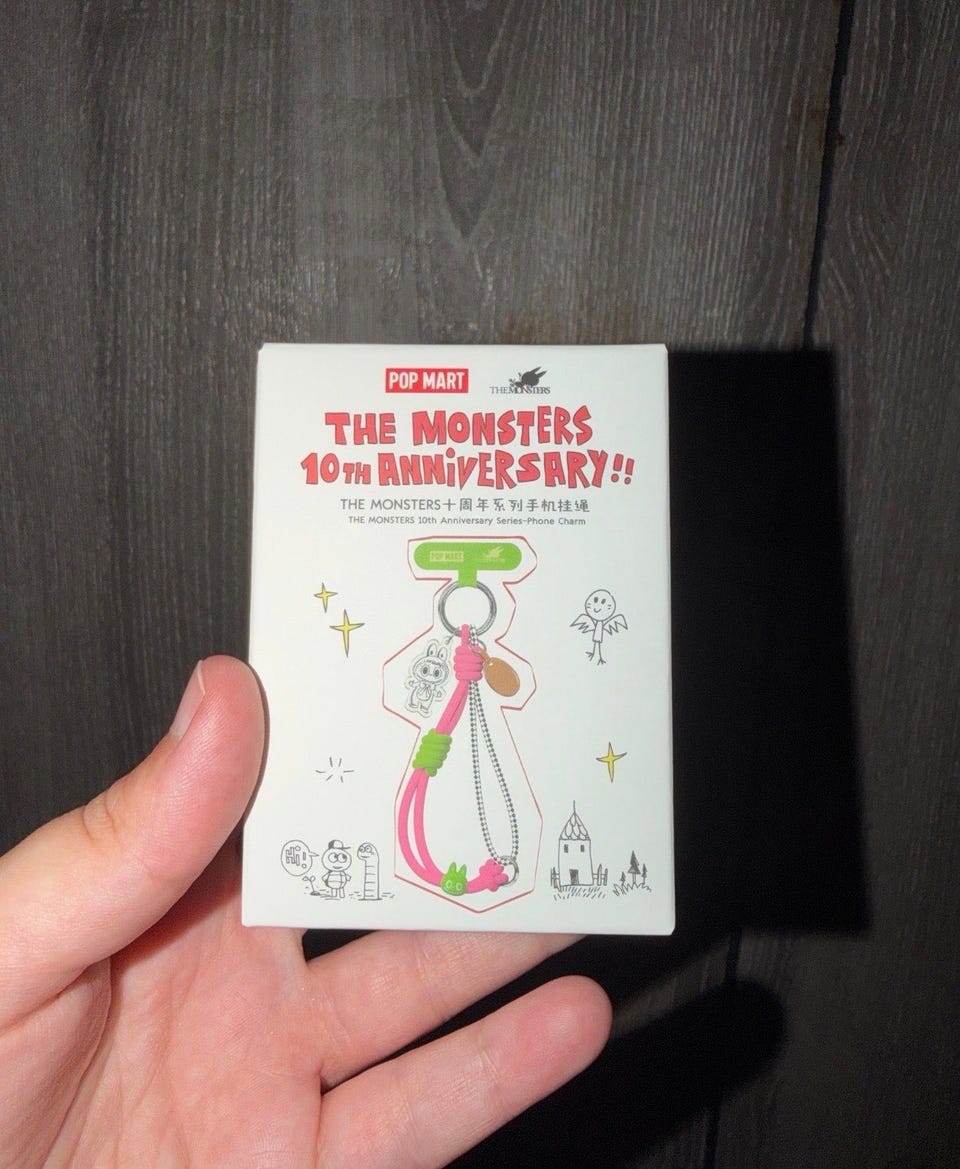 POP MART THE MONSTERS
THE MONSTERS
10TH ANNiVERSARY!!
THE MONSTERS十周年系列手机挂绳
THE MONSTERS 10th Anniversary Series-Phone Charm
POP MART
Hi!